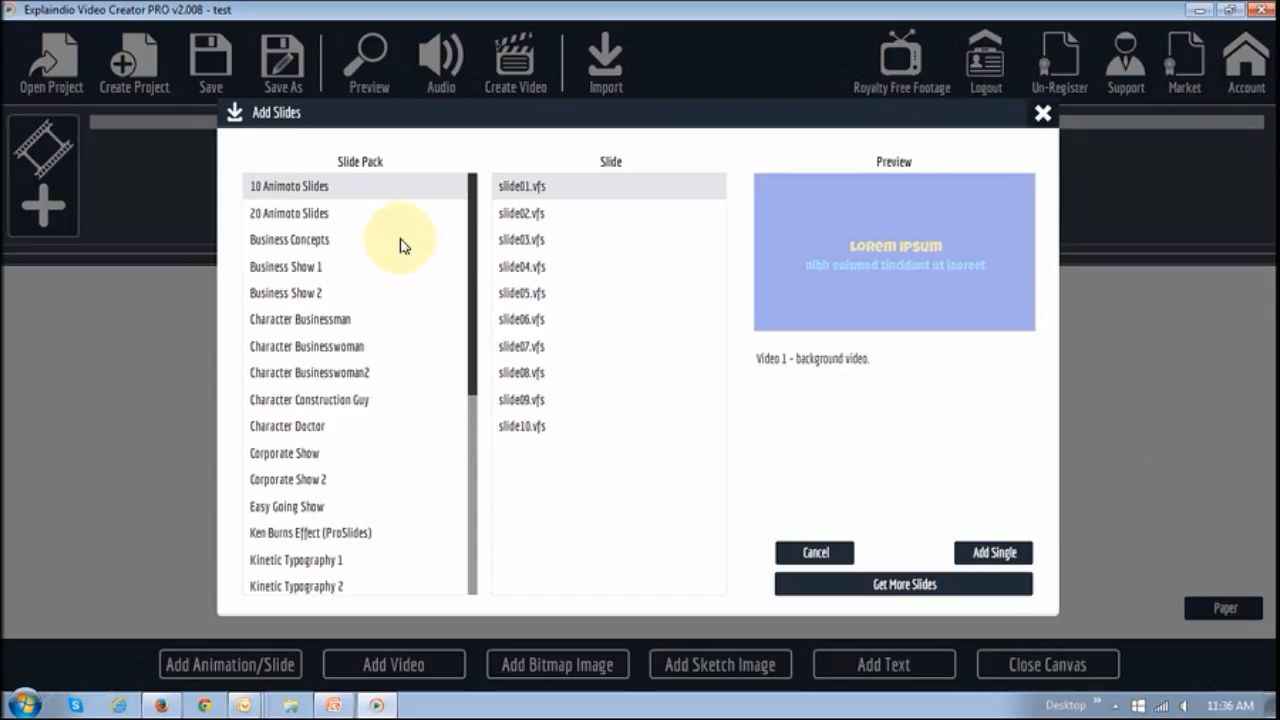 Explaindio Video Creator PRO v2.008 - test
Open Project
Create Project
Save
Save As
Preview
Audio
Create Video
Import
Royalty Free Footage
Logout
Un-Register
Support
Market
Account
Add Slides
Slide Pack
Slide
Preview
10 Animoto Slides
20 Animoto Slides
Business Concepts
Business Show 1
Business Show 2
Character Businessman
Character Businesswoman
Character Businesswoman2
Character Construction Guy
Character Doctor
Corporate Show
Corporate Show 2
Easy Going Show
Ken Burns Effect (ProSlides)
Kinetic Typography 1
Kinetic Typography 2
slide01.vfs
slide02.vfs
slide03.vfs
slide04.vfs
slide05.vfs
slide06.vfs
slide07.vfs
slide08.vfs
slide09.vfs
slide10.vfs
Lorem Ipsum
nibh euismod tincidunt ut laoreet
Video 1 - background video.
Cancel
Add Single
Get More Slides
Paper
Add Animation/Slide
Add Video
Add Bitmap Image
Add Sketch Image
Add Text
Close Canvas
Desktop
11:36 AM